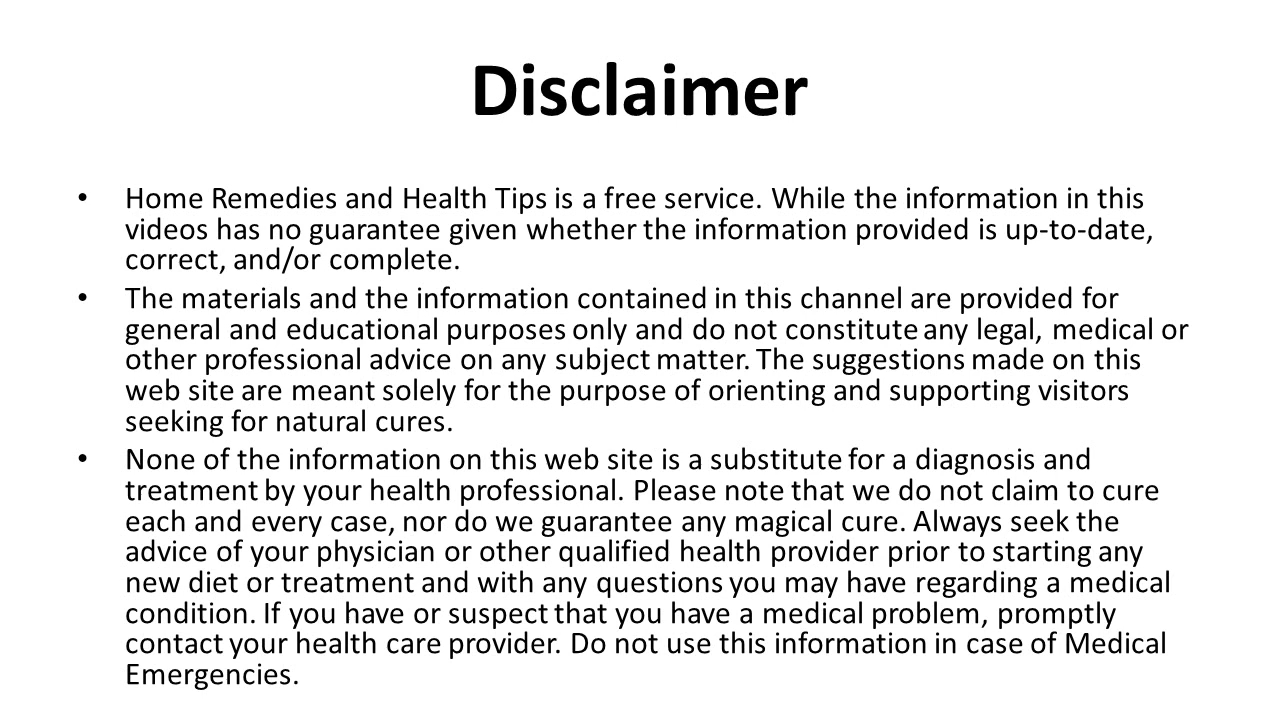 Disclaimer
• Home Remedies and Health Tips is a free service. While the information in this
videos has no guarantee given whether the information provided is up-to-date,
correct, and/or complete.
• The materials and the information contained in this channel are provided for
general and educational purposes only and do not constitute any legal, medical or
other professional advice on any subject matter. The suggestions made on this
web site are meant solely for the purpose of orienting and supporting visitors
seeking for natural cures.
• None of the information on this web site is a substitute for a diagnosis and
treatment by your health professional. Please note that we do not claim to cure
each and every case, nor do we guarantee any magical cure. Always seek the
advice of your physician or other qualified health provider prior to starting any
new diet or treatment and with any questions you may have regarding a medical
condition. If you have or suspect that you have a medical problem, promptly
contact your health care provider. Do not use this information in case of Medical
Emergencies.